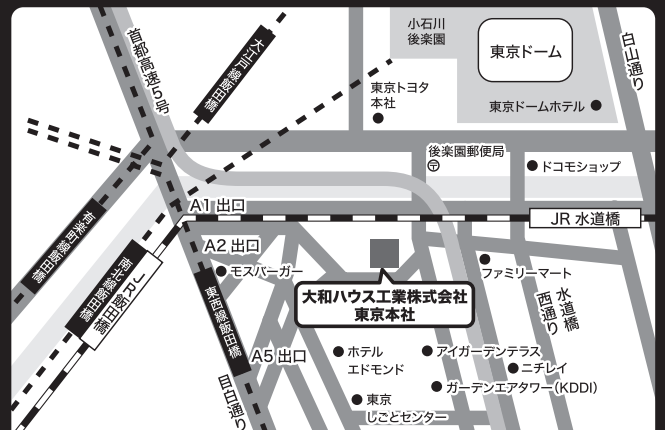 首都高速5号
大江戸線飯田橋
小石川
後楽園
東京ドーム
白山通り
東京トヨタ
本社
東京ドームホテル
後楽園郵便局
〒
ドコモショップ
有楽町線飯田橋
A1 出口
JR 水道橋
南北線飯田橋
JR飯田橋
A2 出口
モスバーガー
東西線飯田橋
ファミリーマート
大和ハウス工業株式会社
東京本社
水道橋
西通り
A5 出口
ホテル
エドモンド
アイガーデンテラス
ニチレイ
ガーデンエアタワー(KDDI)
目白通り
東京
しごとセンター